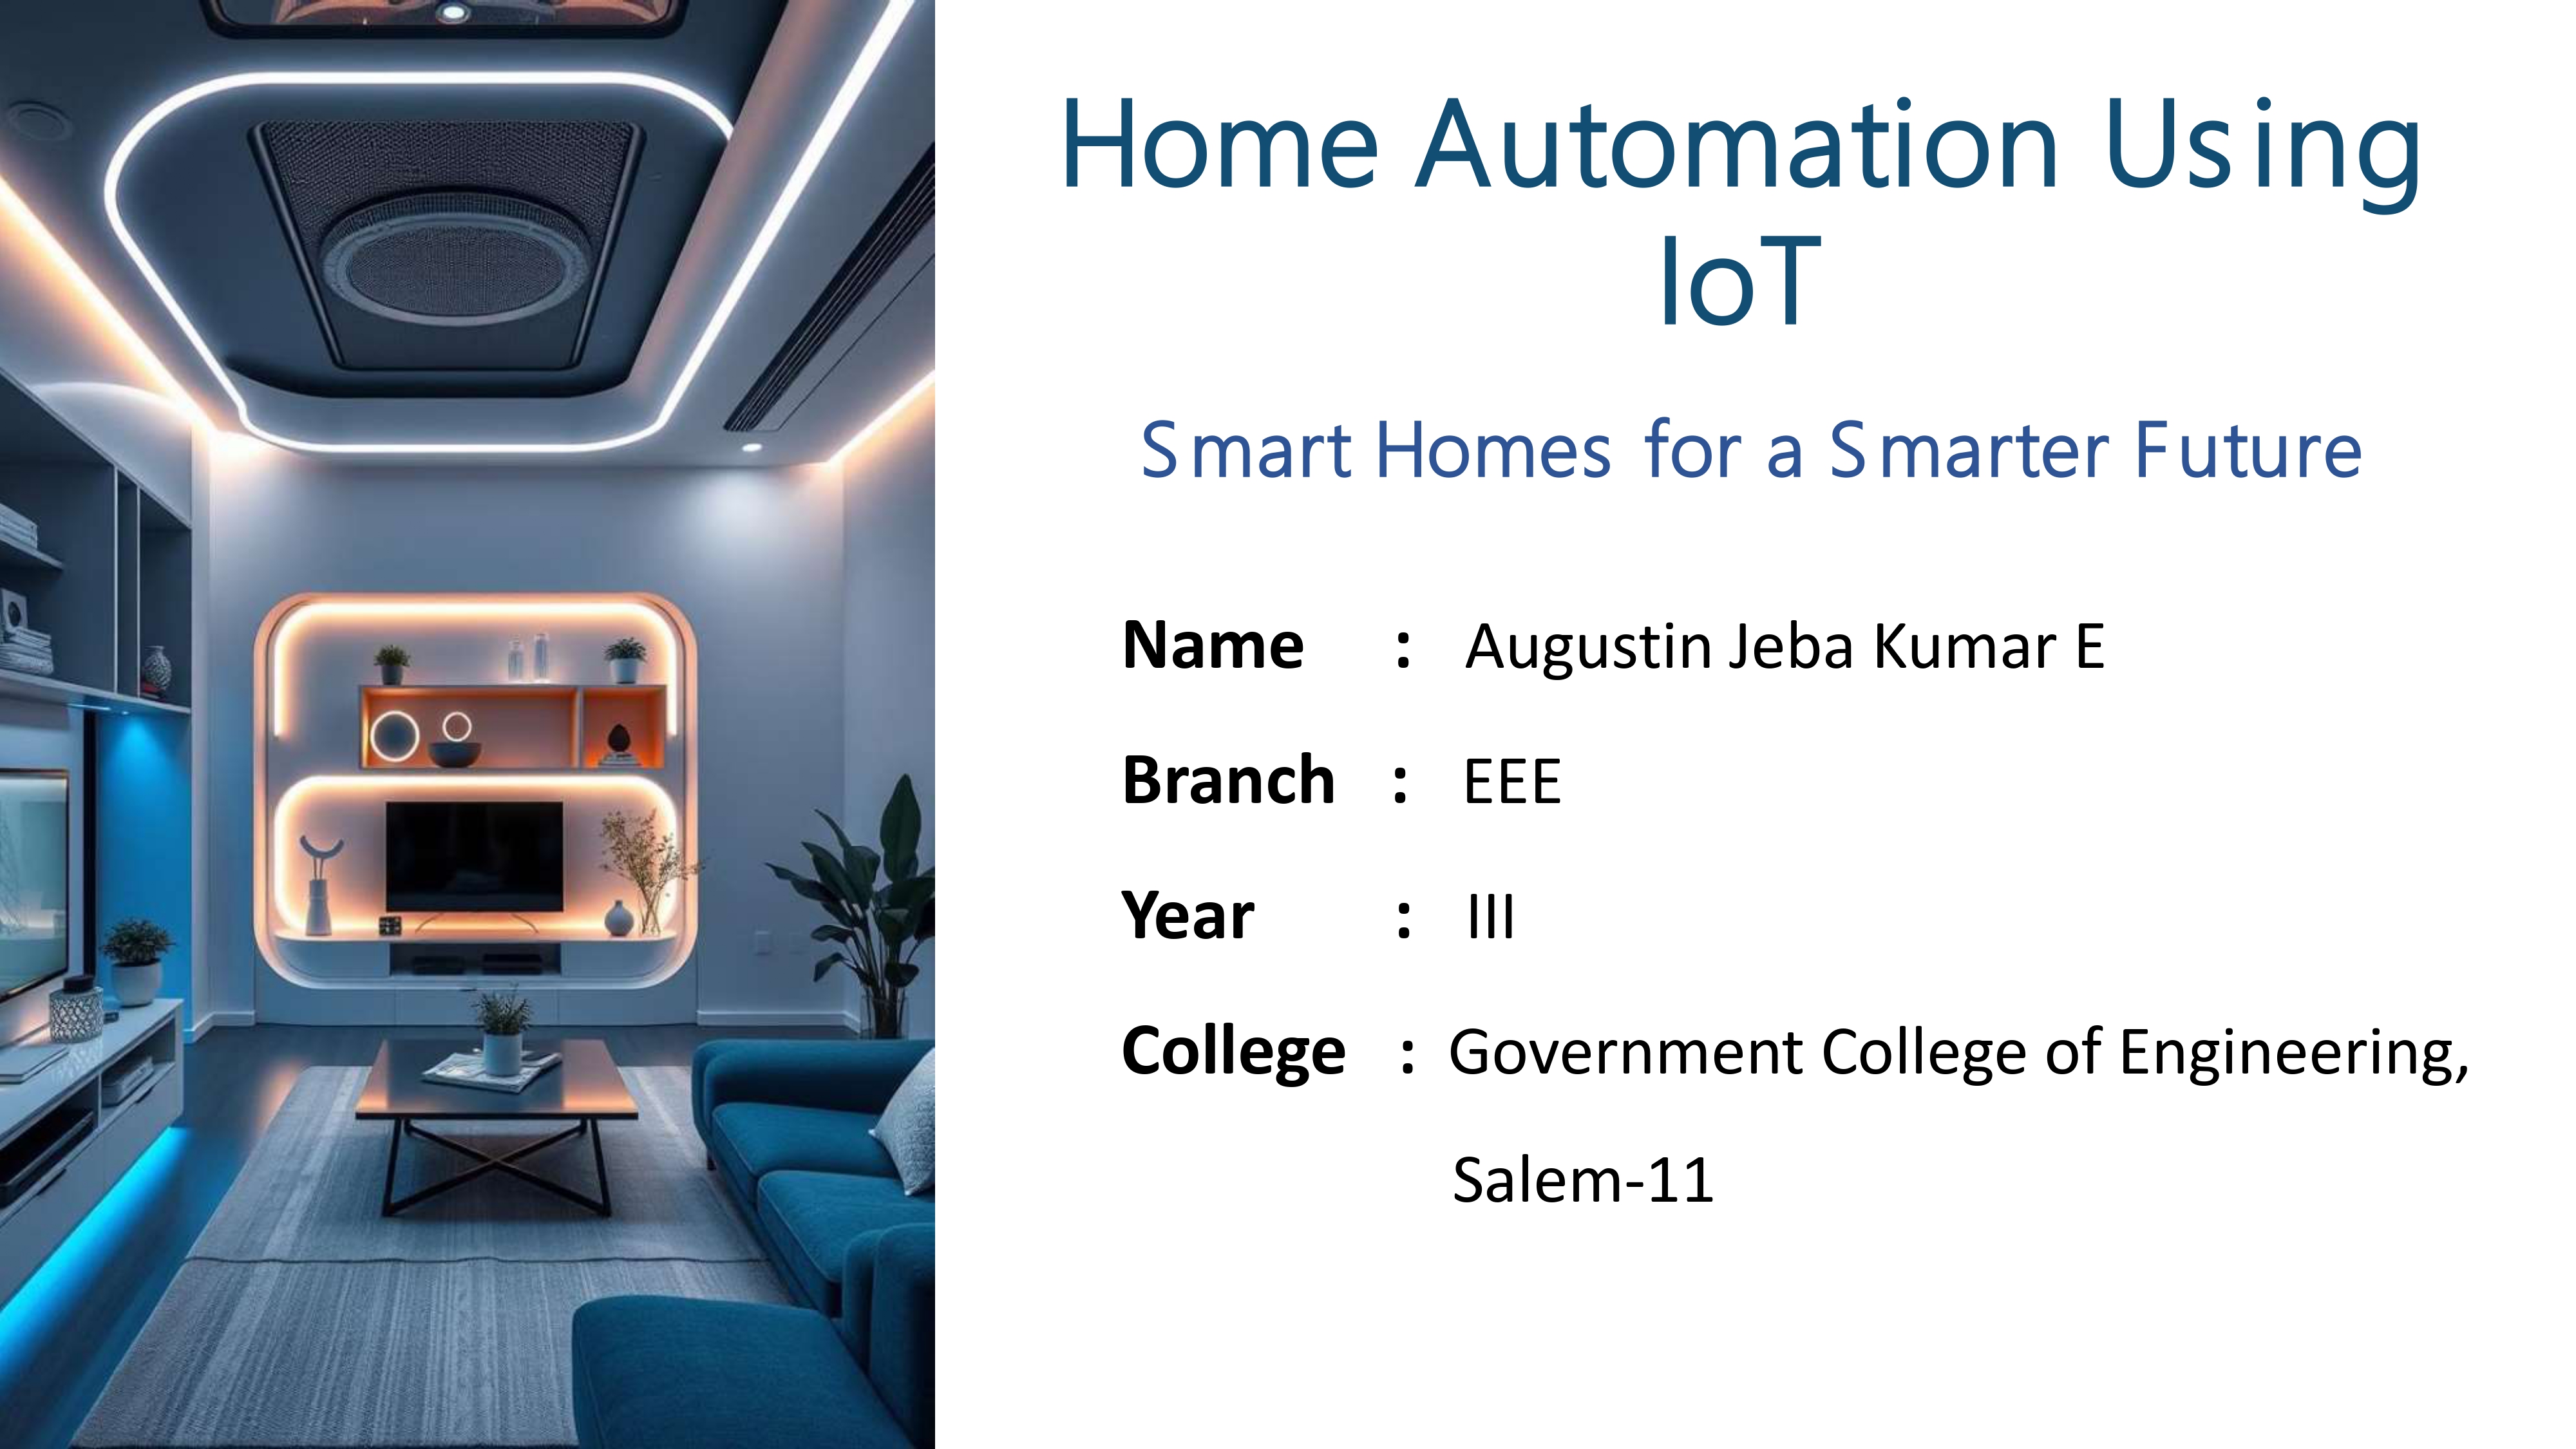 Home Automation Using
IoT
Smart Homes for a Smarter Future
Name : Augustin Jeba Kumar E
Branch : EEE
Year : III
College : Government College of Engineering,
Salem-11